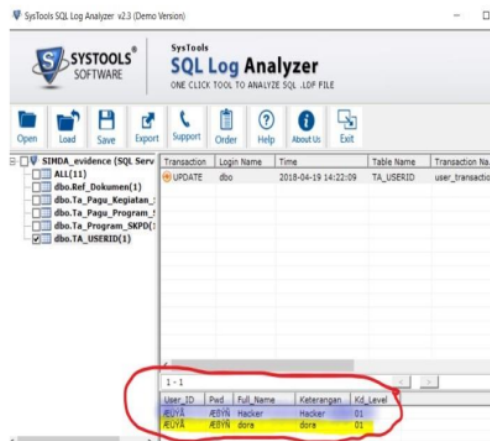 SysTools SQL Log Analyzer v2.3 (Demo Version)
SYSTOOLS®
SOFTWARE
SysTools
SQL Log Analyzer
ONE CLICK TOOL TO ANALYZE SQL .LDF FILE
Open Load Save Export Support Order Help About Us Exit
SIMDA_evidence (SQL Serv
ALL(11)
dbo.Ref_Dokumen(1)
dbo.Ta_Pagu_Kegiatan_
dbo.Ta_Pagu_Program_
dbo.Ta_Program_SKPD(
dbo.TA_USERID(1)
Transaction Login Name Time Table Name Transaction Na.
UPDATE dbo 2018-04-19 14:22:09 TA_USERID user_transactio
1 - 1
User_ID Pwd Full_Name Keterangan Kd_Level
Hacker Hacker 01
dora dora 01